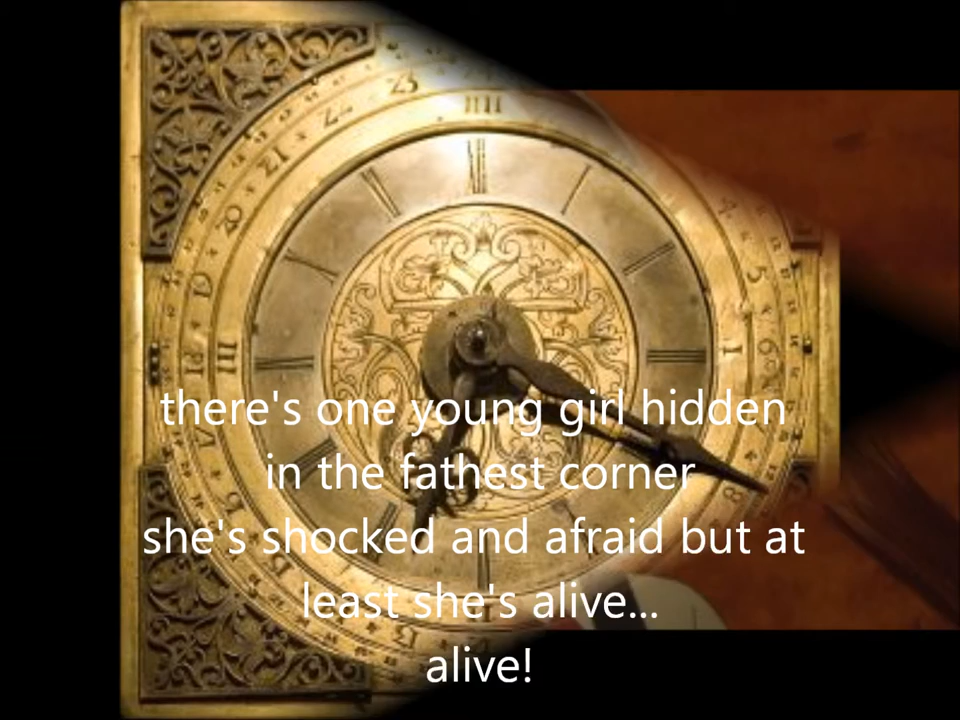 there's one young girl hidden
in the fathest corner
she's shocked and afraid but at
least she's alive...
alive!